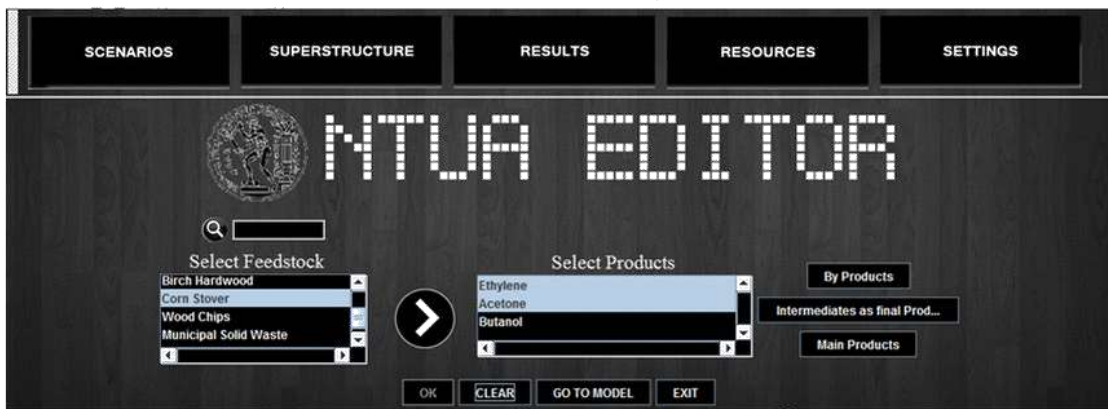 SCENARIOS
SUPERSTRUCTURE
RESULTS
RESOURCES
SETTINGS
NTUA EDITOR
Select Feedstock
Birch Hardwood
Corn Stover
Wood Chips
Municipal Solid Waste
Select Products
Ethylene
Acetone
Butanol
By Products
Intermediates as final Prod...
Main Products
OK
CLEAR
GO TO MODEL
EXIT